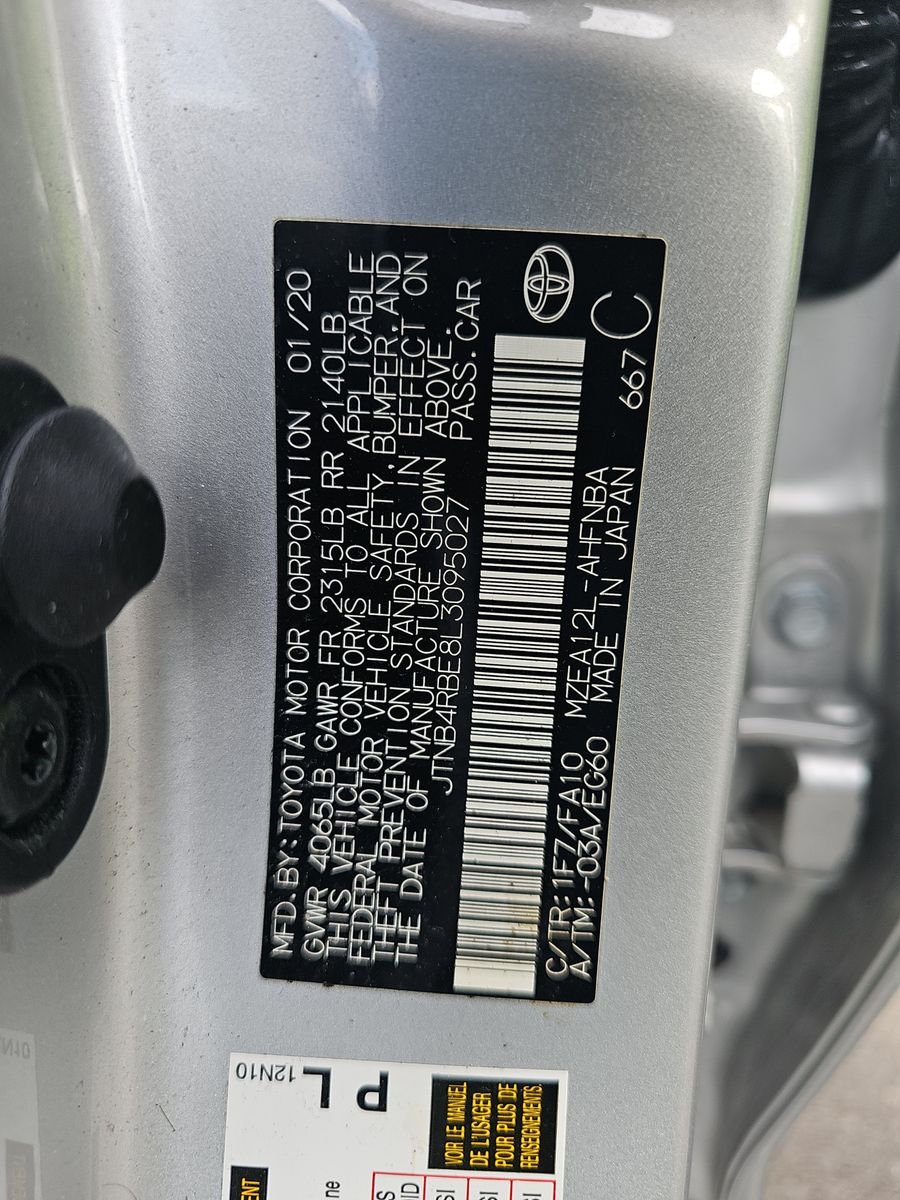 MFD.BY:TOYOTA MOTOR CORPORATION 01/20
GVWR 4065LB GAWR FR 2315LB RR 2140LB
THIS VEHICLE CONFORMS TO ALL APPLICABLE
FEDERAL MOTOR VEHICLE SAFETY,BUMPER,AND
THEFT PREVENTION STANDARDS IN EFFECT ON
THE DATE OF MANUFACTURE SHOWN ABOVE.
JTNB4RBE8L3095027 PASS.CAR
C/TR:1F7/FA10 MZEA12L-AHFNBA 667 C
A/TM:-03A/EG60 MADE IN JAPAN
12N10
PL
VOIR LE MANUEL
DE L'USAGER
POUR PLUS DE
RENSEIGNEMENTS.